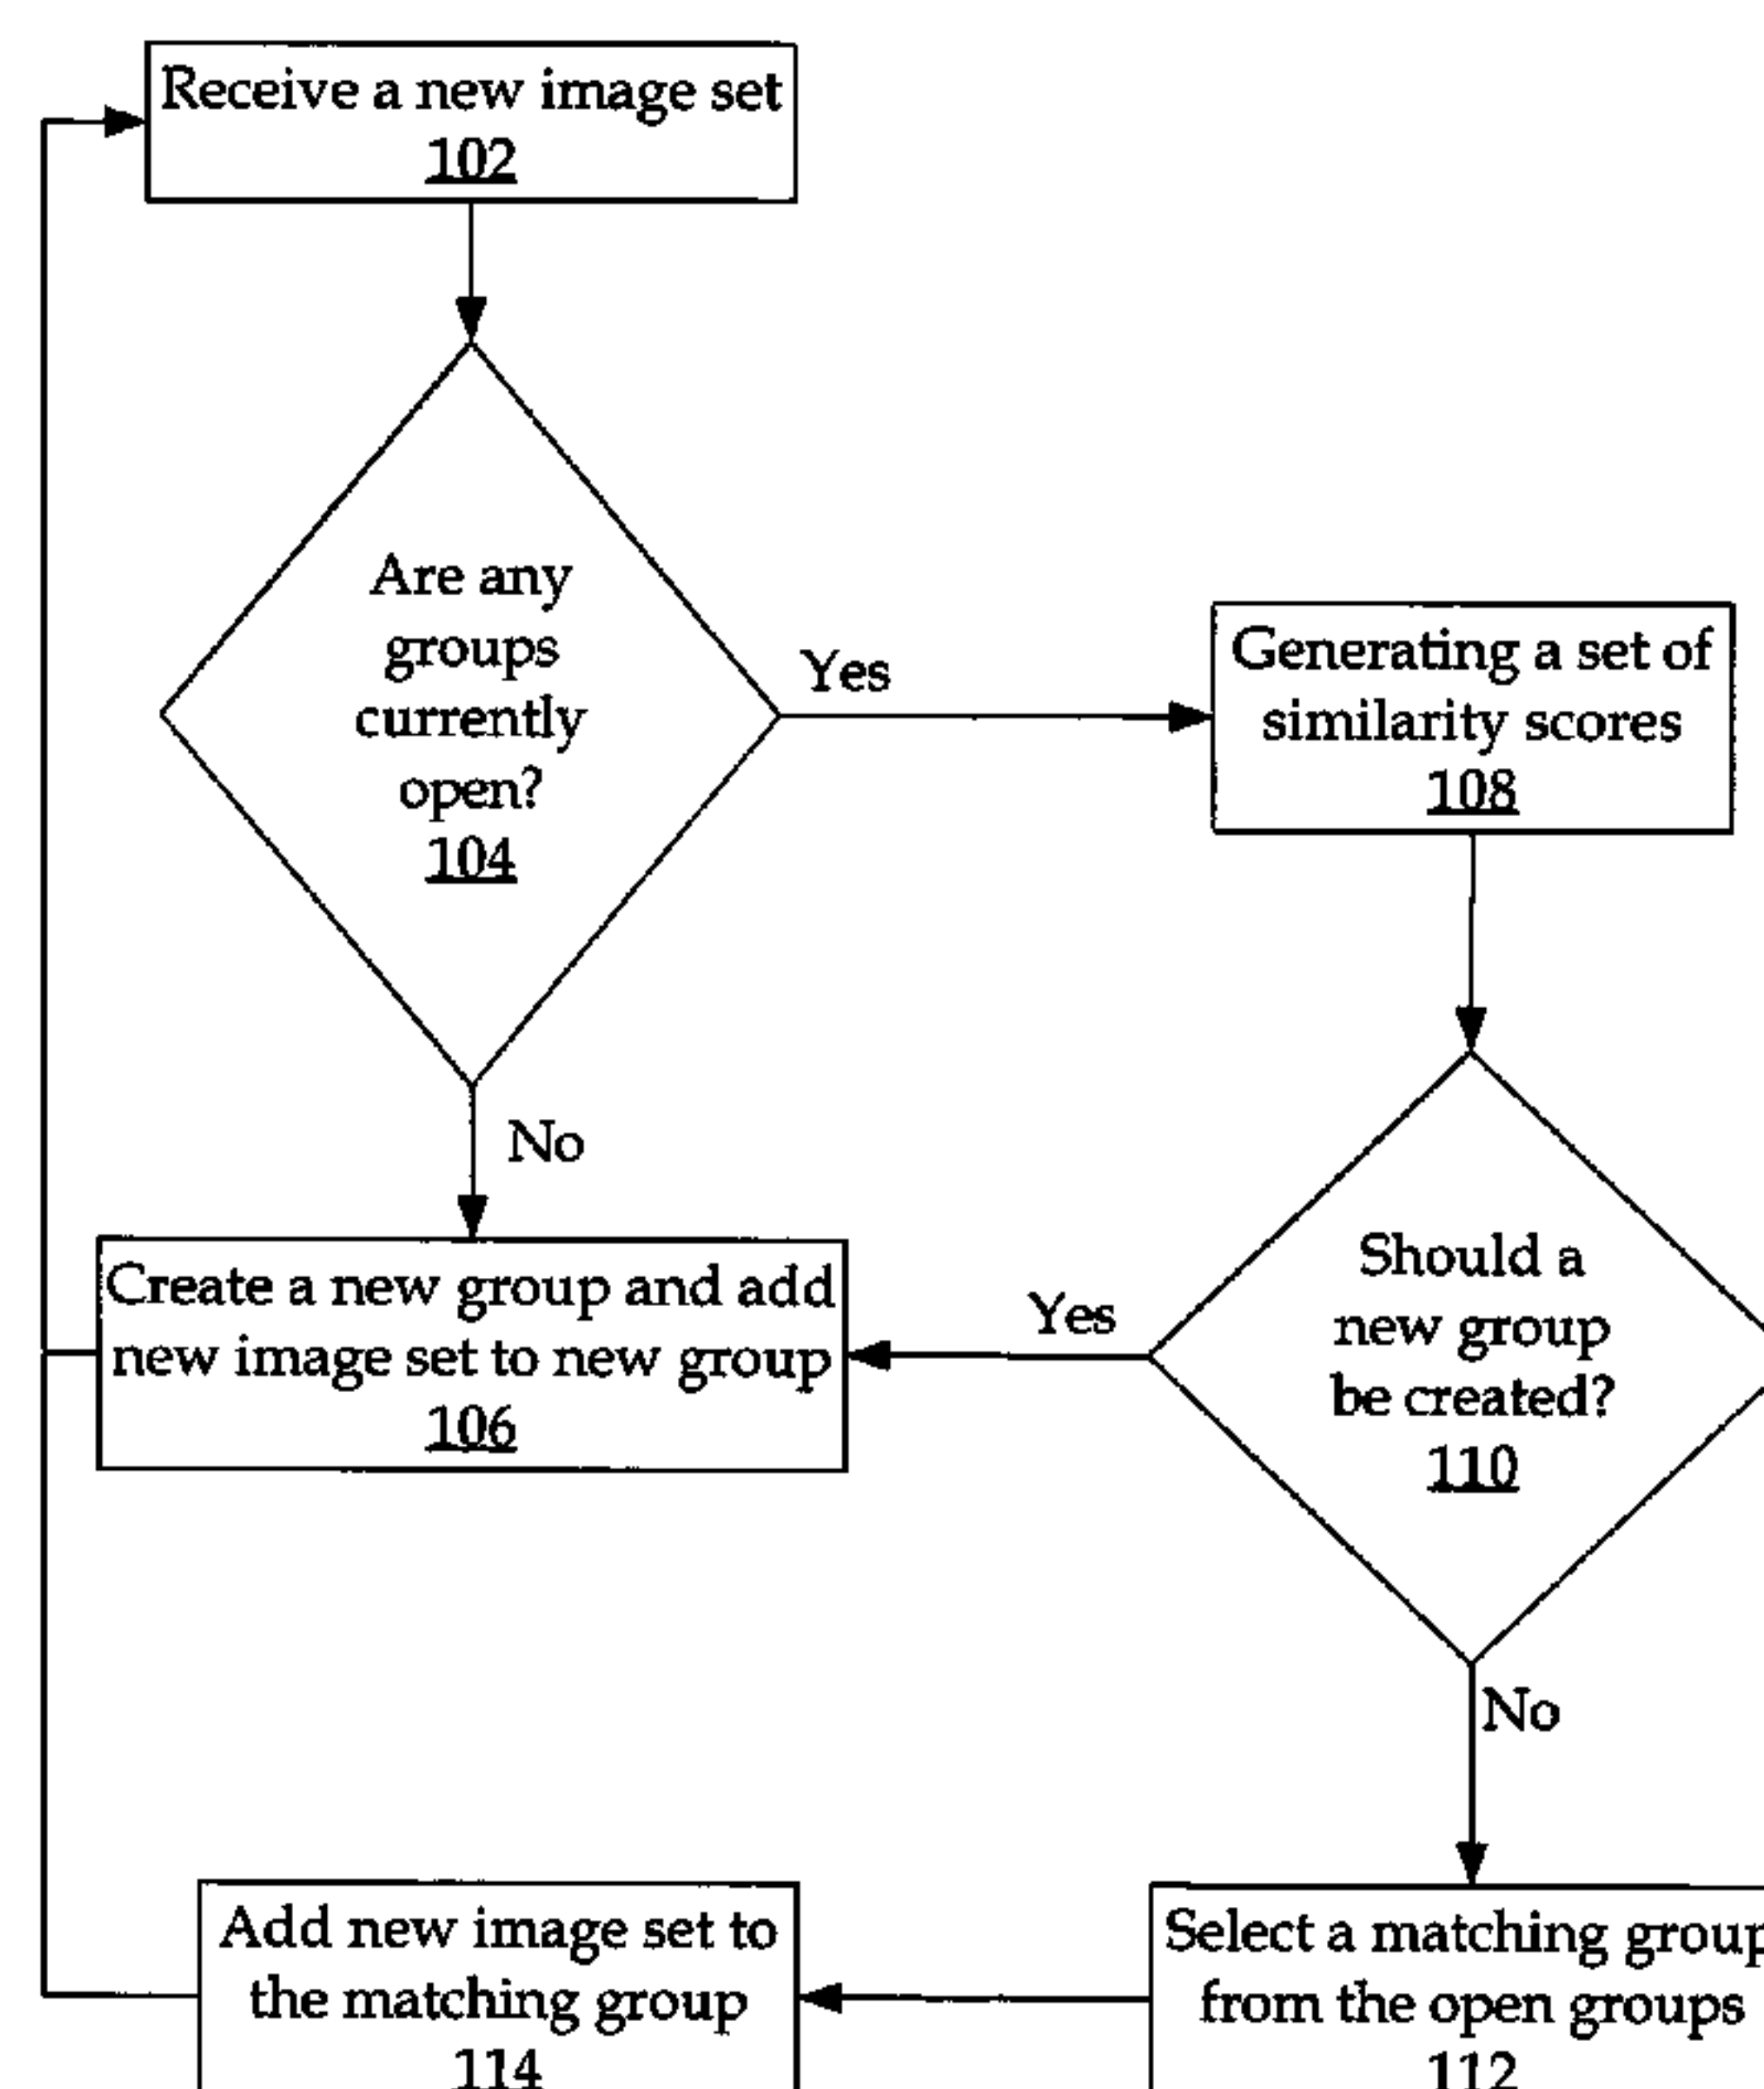 Receive a new image set
102
Are any
groups
currently
open?
104
Yes
Generating a set of
similarity scores
108
No
Create a new group and add
new image set to new group
106
Yes
Should a
new group
be created?
110
No
Add new image set to
the matching group
114
Select a matching group
from the open groups
112